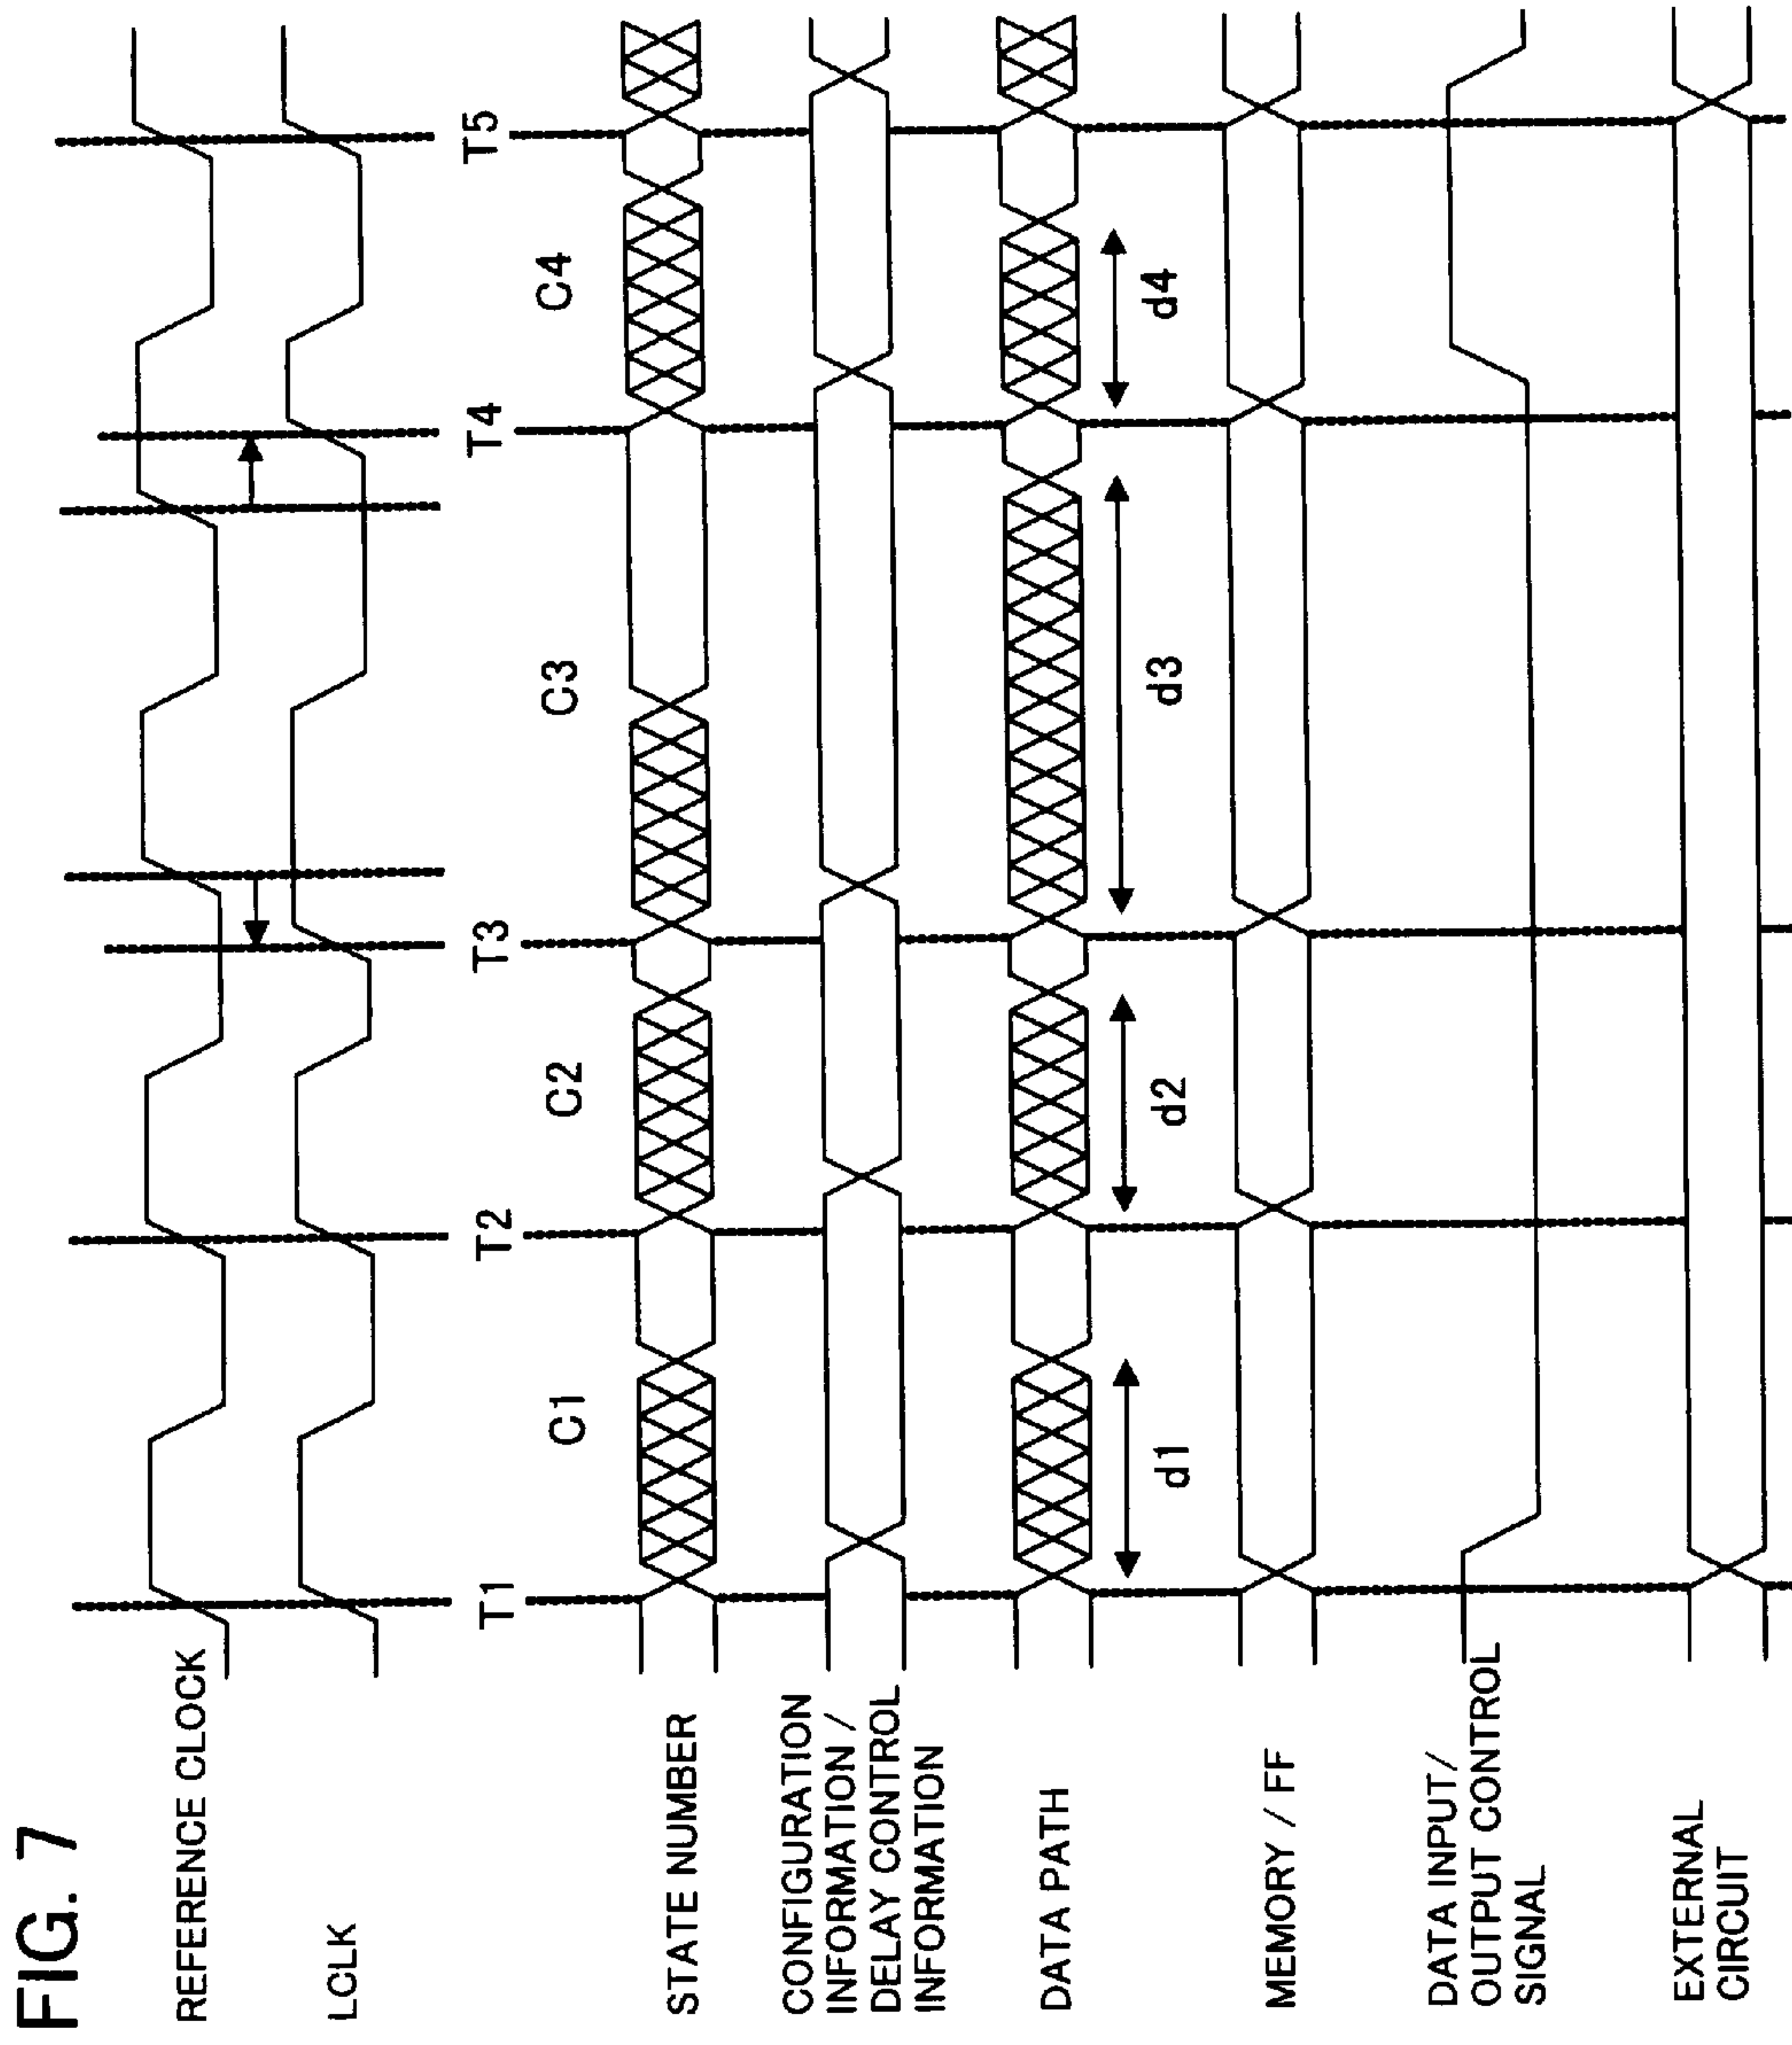 FIG. 7
REFERENCE CLOCK
LCLK
T1 T2 T3 T4 T5
C1 C2 C3 C4
STATE NUMBER
CONFIGURATION
INFORMATION /
DELAY CONTROL
INFORMATION
DATA PATH
d1 d2 d3 d4
MEMORY / FF
DATA INPUT/
OUTPUT CONTROL
SIGNAL
EXTERNAL
CIRCUIT